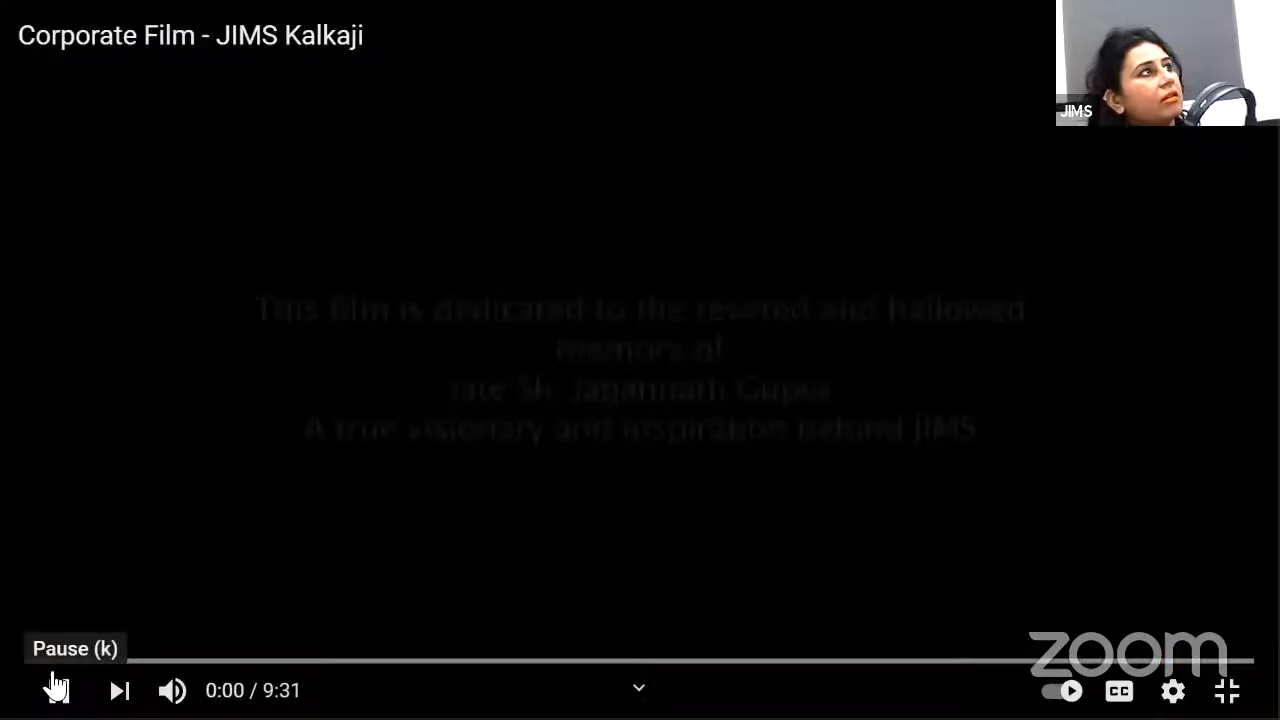 Corporate Film - JIMS Kalkaji
JIMS
This film is dedicated to the revered and hallowed
memory of
late Sh. Jagannath Gupta
A true visionary and inspiration behind JIMS
Pause (k)
zoom
0:00 / 9:31
CC